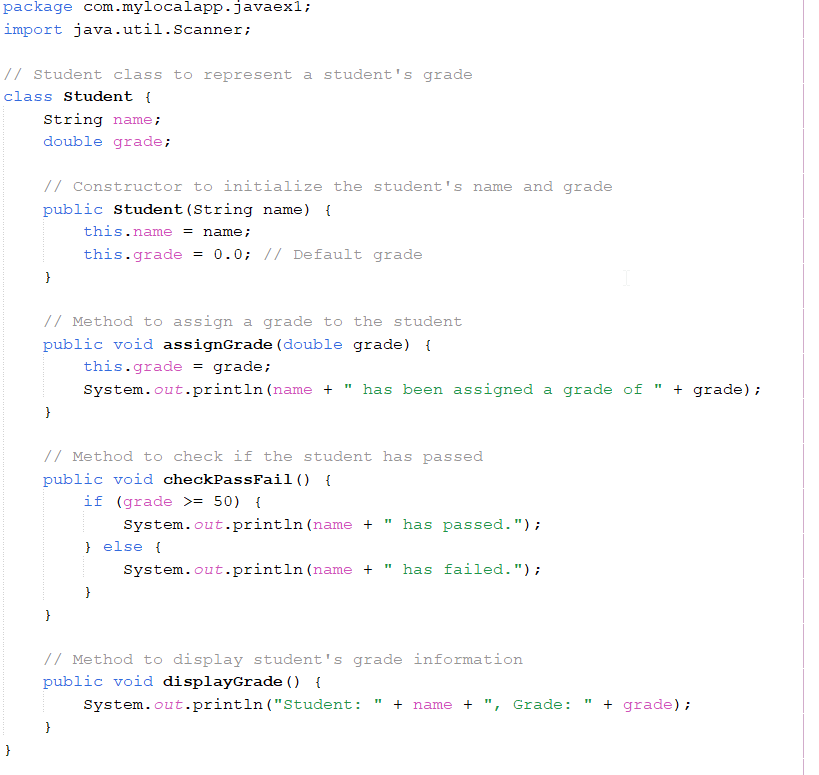 package com.mylocalapp.javaex1;
import java.util.Scanner;

// Student class to represent a student's grade
class Student {
    String name;
    double grade;

    // Constructor to initialize the student's name and grade
    public Student(String name) {
        this.name = name;
        this.grade = 0.0; // Default grade
    }

    // Method to assign a grade to the student
    public void assignGrade(double grade) {
        this.grade = grade;
        System.out.println(name + " has been assigned a grade of " + grade);
    }

    // Method to check if the student has passed
    public void checkPassFail() {
        if (grade >= 50) {
            System.out.println(name + " has passed.");
        } else {
            System.out.println(name + " has failed.");
        }
    }

    // Method to display student's grade information
    public void displayGrade() {
        System.out.println("Student: " + name + ", Grade: " + grade);
    }
}